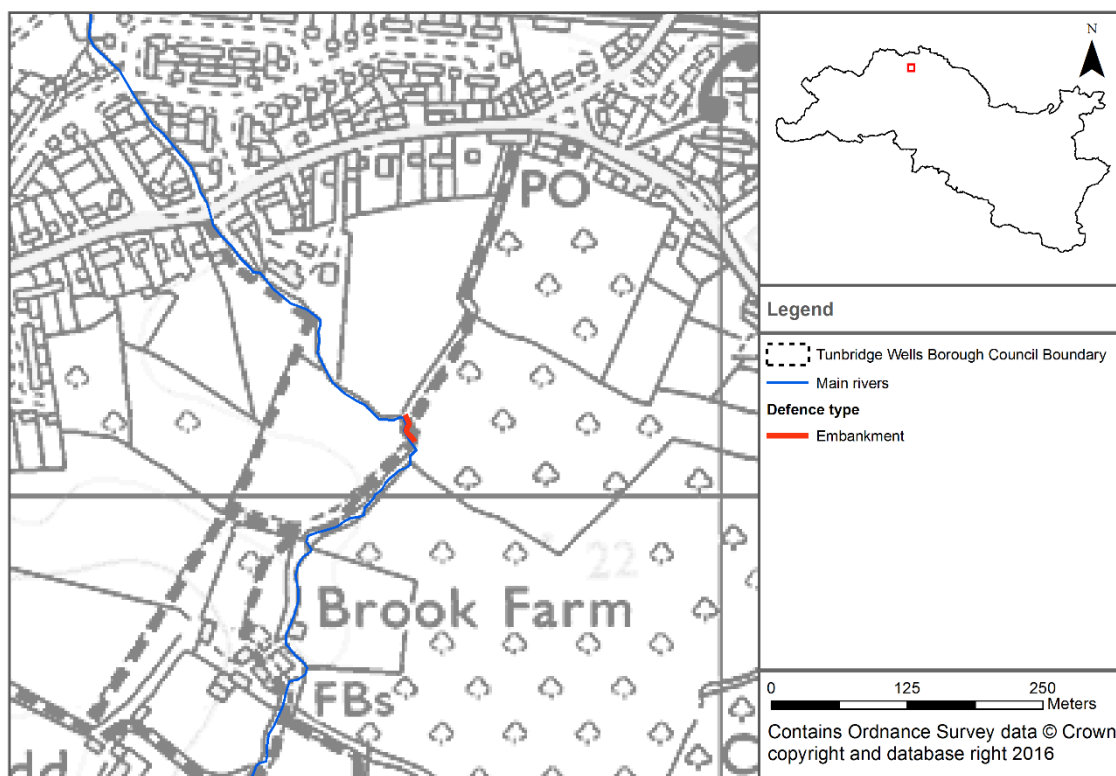 PO
22
Brook Farm
FBs
N
Legend
Tunbridge Wells Borough Council Boundary
Main rivers
Defence type
Embankment
0 125 250
Meters
Contains Ordnance Survey data © Crown
copyright and database right 2016